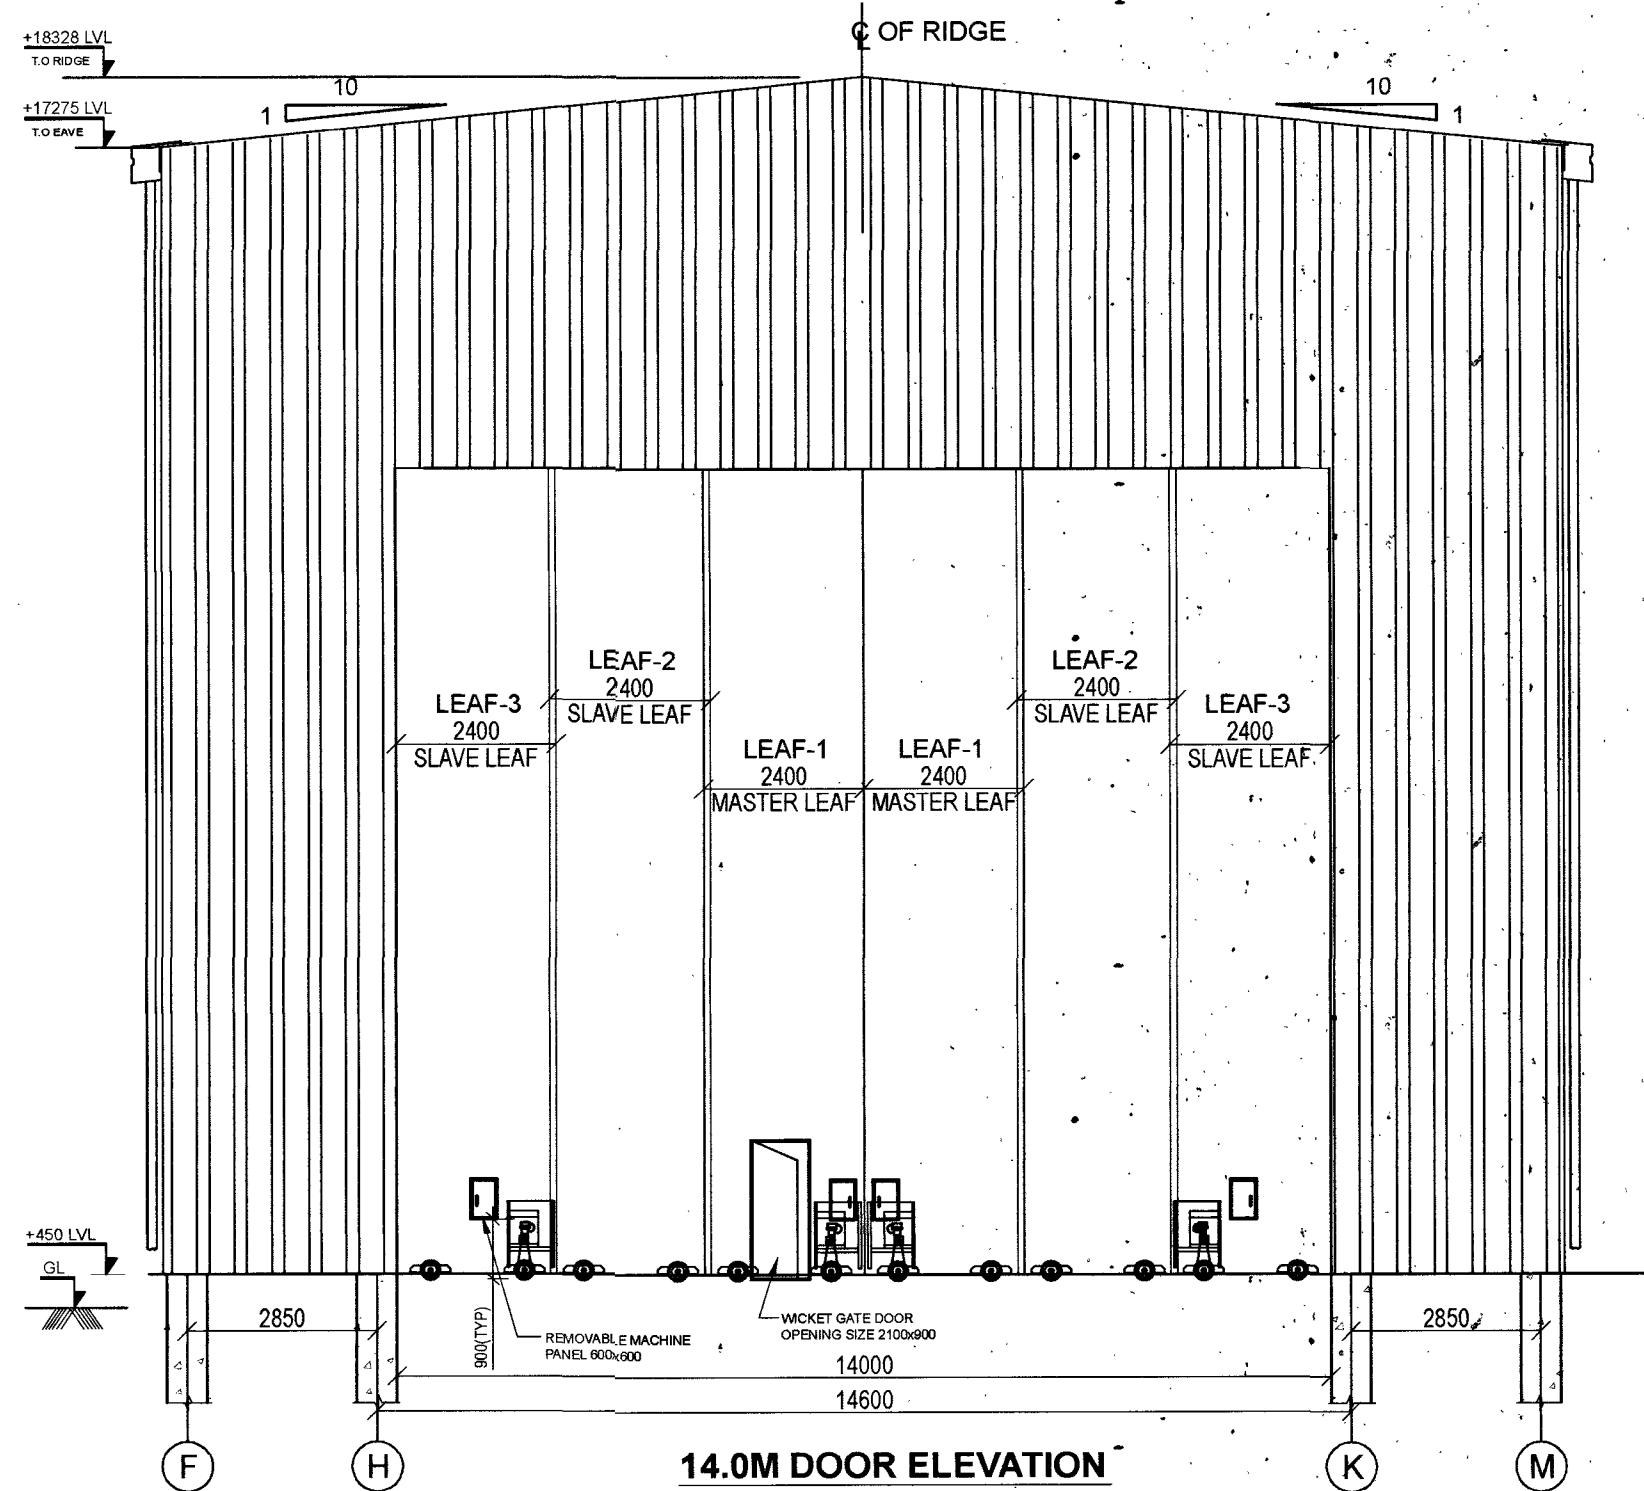 ℄ OF RIDGE
+18328 LVL
T.O RIDGE
10
1
10
1
+17275 LVL
T.O EAVE
LEAF-3
2400
SLAVE LEAF
LEAF-2
2400
SLAVE LEAF
LEAF-1
2400
MASTER LEAF
LEAF-1
2400
MASTER LEAF
LEAF-2
2400
SLAVE LEAF
LEAF-3
2400
SLAVE LEAF
+450 LVL
GL
2850
900(TYP)
REMOVABLE MACHINE
PANEL 600x600
WICKET GATE DOOR
OPENING SIZE 2100x900
2850
14000
14600
F
H
14.0M DOOR ELEVATION
K
M